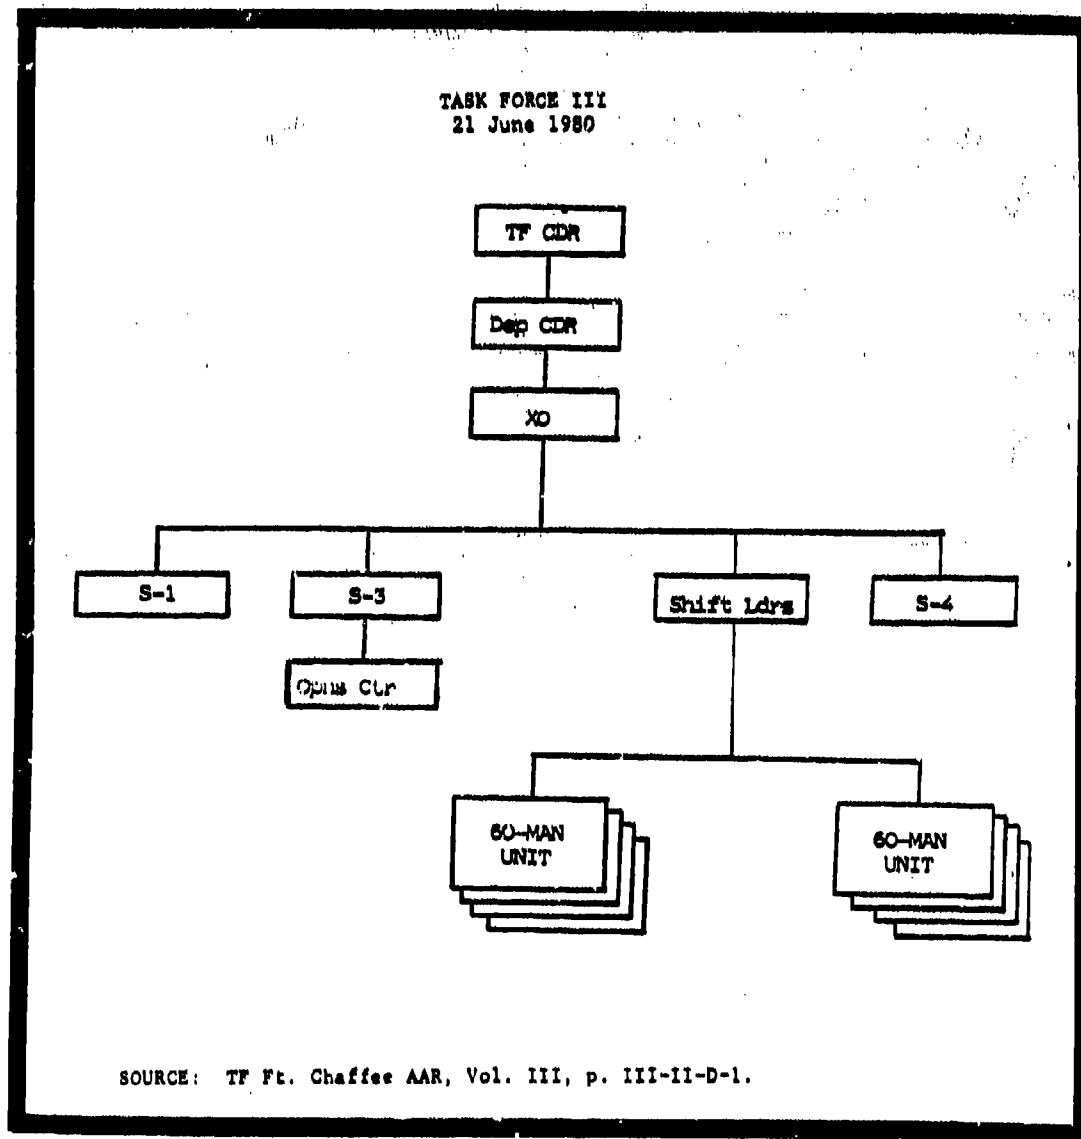 TASK FORCE III
21 June 1980
TF CDR
Dep CDR
XO
S-1
S-3
Shift Ldrs
S-4
Opns Ctr
60-MAN
UNIT
60-MAN
UNIT
SOURCE: TF Ft. Chaffee AAR, Vol. III, p. III-II-D-1.